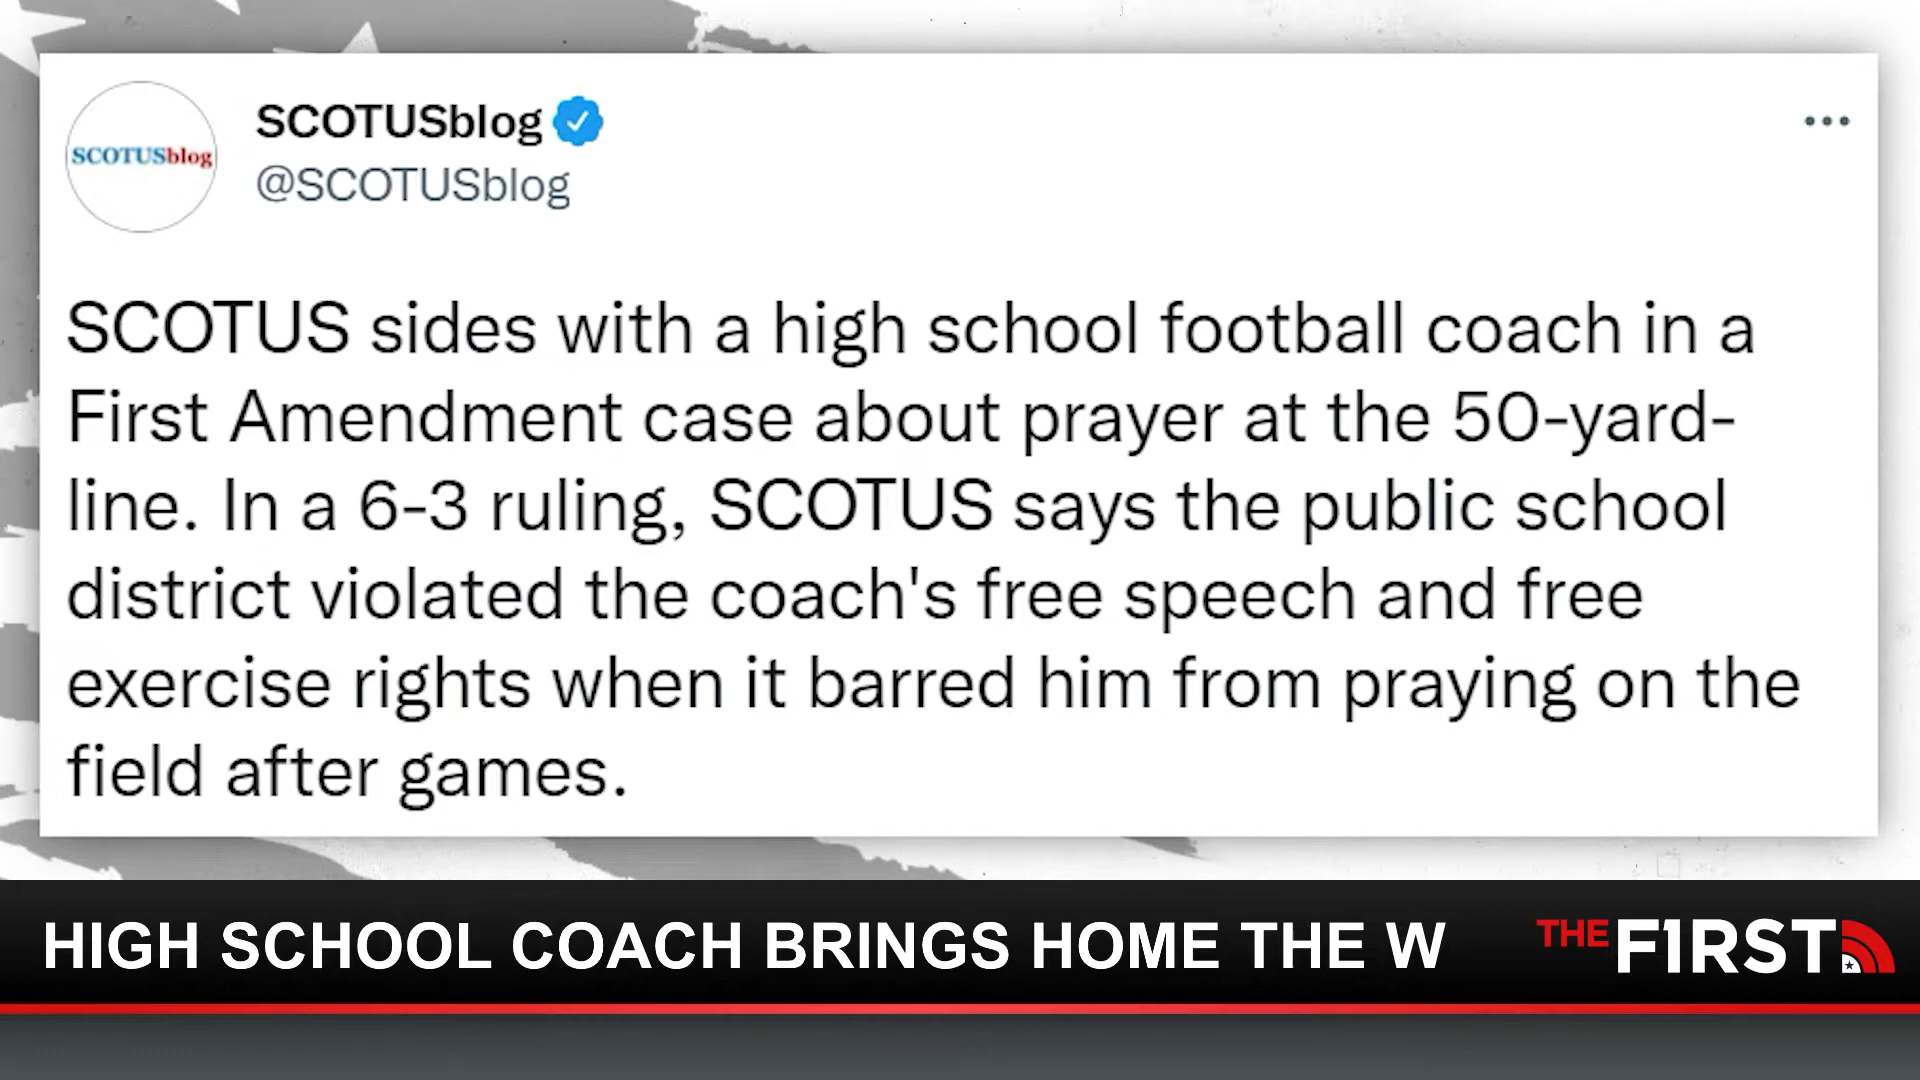 SCOTUSblog
SCOTUSblog
@SCOTUSblog
SCOTUS sides with a high school football coach in a
First Amendment case about prayer at the 50-yard-
line. In a 6-3 ruling, SCOTUS says the public school
district violated the coach's free speech and free
exercise rights when it barred him from praying on the
field after games.
HIGH SCHOOL COACH BRINGS HOME THE W
THE F1RST